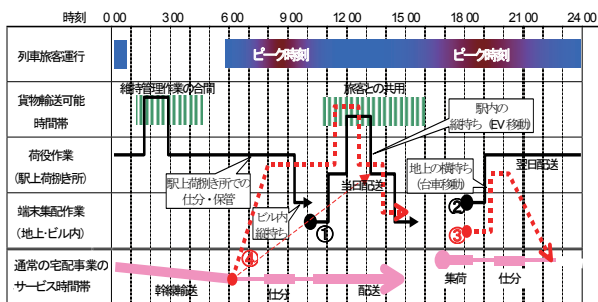 時刻 0 00 3 00 6 00 9 00 12 00 15 00 18 00 21 00 24 00
列車旅客運行
ピーク時刻
ピーク時刻
維持管理作業の合間
旅客との共用
貨物輸送可能
時間帯
駅内の
縦持ち(EV移動)
荷役作業
(駅上荷捌き所)
駅上荷捌き所での
仕分・保管
当日配送
地上の横持ち
(台車移動)
翌日配送
端末集配作業
(地上・ビル内)
ビル内
縦持ち
①
②
③
④
通常の宅配事業の
サービス時間帯
幹線輸送
仕分
配送
集荷
仕分